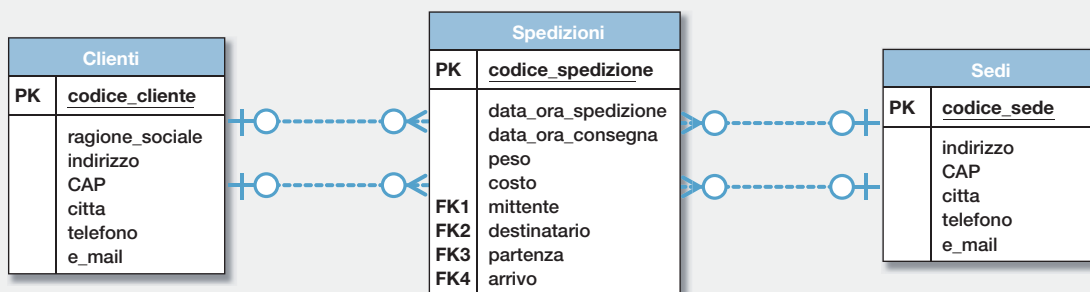 Clienti
PK codice_cliente
ragione_sociale
indirizzo
CAP
citta
telefono
e_mail
Spedizioni
PK codice_spedizione
data_ora_spedizione
data_ora_consegna
peso
costo
FK1 mittente
FK2 destinatario
FK3 partenza
FK4 arrivo
Sedi
PK codice_sede
indirizzo
CAP
citta
telefono
e_mail